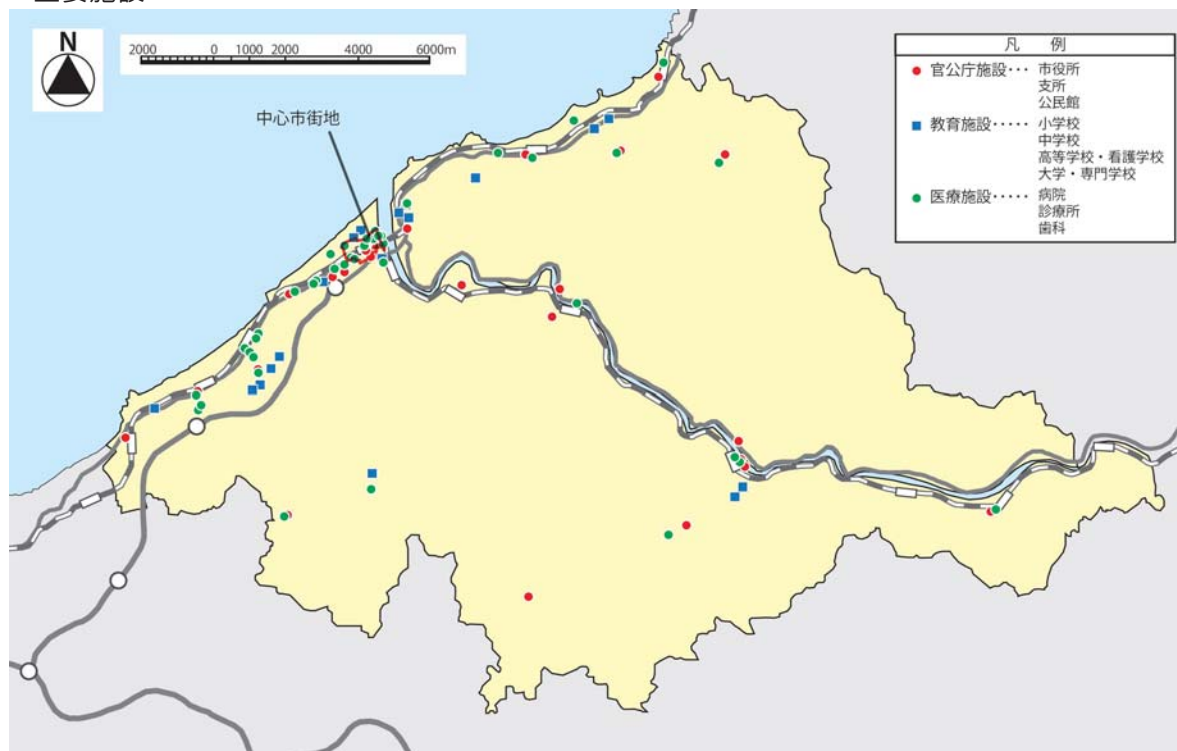 N
2000 0 1000 2000 4000 6000m
中心市街地
凡 例
官公庁施設･･･ 市役所
支所
公民館
教育施設･････ 小学校
中学校
高等学校・看護学校
大学・専門学校
医療施設･････ 病院
診療所
歯科